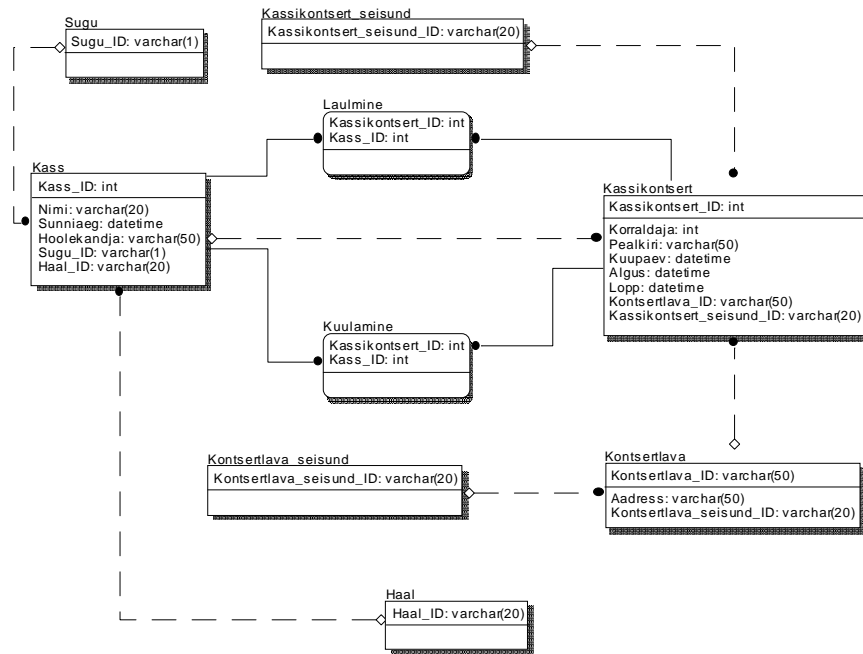 Sugu
Sugu_ID: varchar(1)
Kassikontsert_seisund
Kassikontsert_seisund_ID: varchar(20)
Laulmine
Kassikontsert_ID: int
Kass_ID: int
Kass
Kass_ID: int
Nimi: varchar(20)
Sunniaeg: datetime
Hoolekandja: varchar(50)
Sugu_ID: varchar(1)
Haal_ID: varchar(20)
Kassikontsert
Kassikontsert_ID: int
Korraldaja: int
Pealkiri: varchar(50)
Kuupaev: datetime
Algus: datetime
Lopp: datetime
Kontsertlava_ID: varchar(50)
Kassikontsert_seisund_ID: varchar(20)
Kuulamine
Kassikontsert_ID: int
Kass_ID: int
Kontsertlava_seisund
Kontsertlava_seisund_ID: varchar(20)
Kontsertlava
Kontsertlava_ID: varchar(50)
Aadress: varchar(50)
Kontsertlava_seisund_ID: varchar(20)
Haal
Haal_ID: varchar(20)